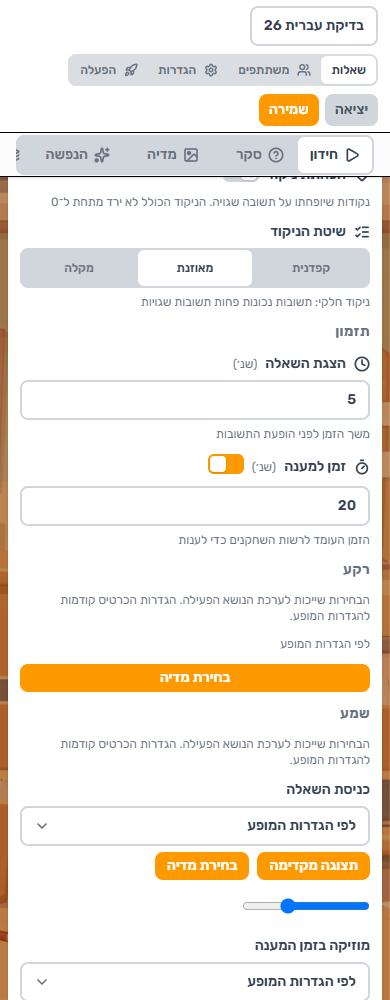 בדיקת עברית 26
שאלות משתתפים הגדרות הפעלה
יציאה שמירה
חידון סקר מדיה הנפשה
נקודות שיופחתו על תשובה שגויה. הניקוד הכולל לא ירד מתחת ל־0
שיטת הניקוד
קפדנית מאוזנת מקלה
ניקוד חלקי: תשובות נכונות פחות תשובות שגויות
תזמון
הצגת השאלה (שנ׳)
5
משך הזמן לפני הופעת התשובות
זמן למענה (שנ׳)
20
הזמן העומד לרשות השחקנים כדי לענות
רקע
הבחירות שייכות לערכת הנושא הפעילה. הגדרות הכרטיס קודמות
להגדרות המופע.
לפי הגדרות המופע
בחירת מדיה
שמע
הבחירות שייכות לערכת הנושא הפעילה. הגדרות הכרטיס קודמות
להגדרות המופע.
כניסת השאלה
לפי הגדרות המופע
תצוגה מקדימה בחירת מדיה
מוזיקה בזמן המענה
לפי הגדרות המופע